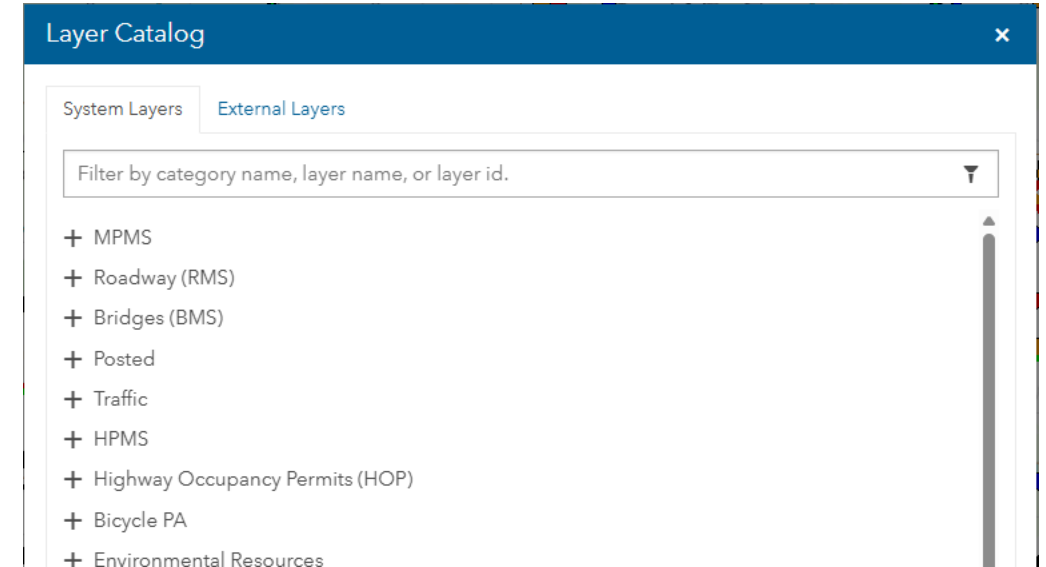 Layer Catalog
System Layers External Layers
Filter by category name, layer name, or layer id.
MPMS
Roadway (RMS)
Bridges (BMS)
Posted
Traffic
HPMS
Highway Occupancy Permits (HOP)
Bicycle PA
Environmental Resources